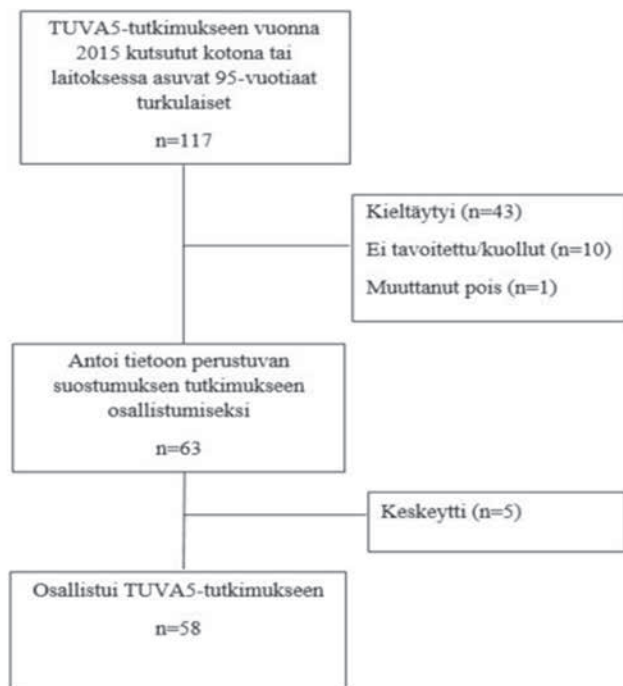 TUVA5-tutkimukseen vuonna
2015 kutsutut kotona tai
laitoksessa asuvat 95-vuotiaat
turkulaiset
n=117
Kieltäytyi (n=43)
Ei tavoitettu/kuollut (n=10)
Muuttanut pois (n=1)
Antoi tietoon perustuvan
suostumuksen tutkimukseen
osallistumiseksi
n=63
Keskeytti (n=5)
Osallistui TUVA5-tutkimukseen
n=58